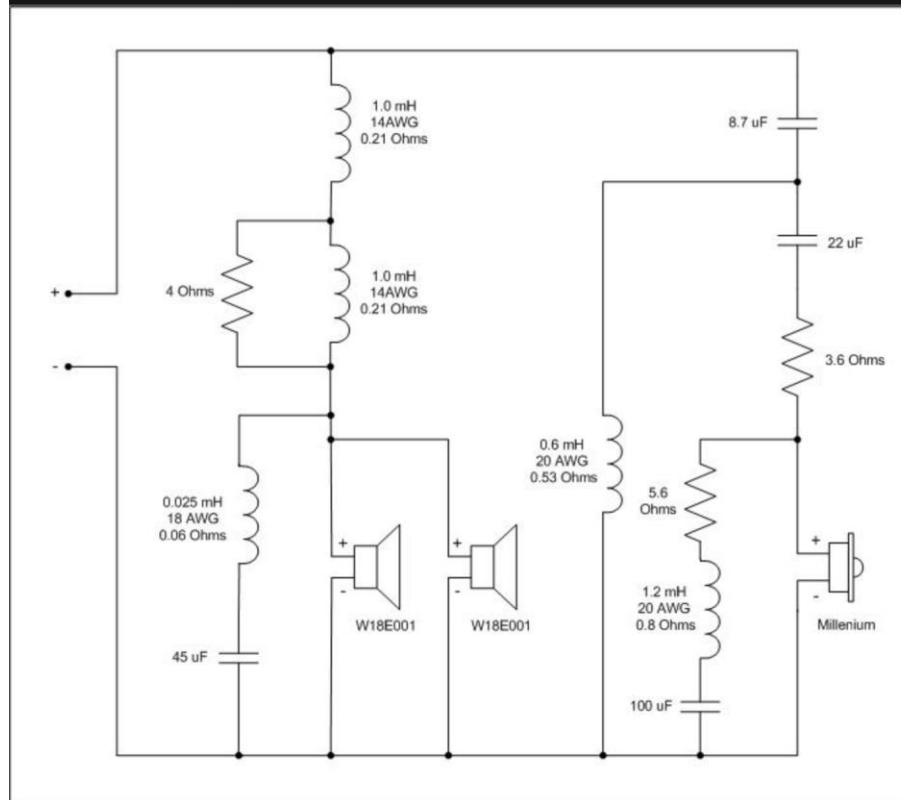 1.0 mH
14AWG
0.21 Ohms
8.7 uF
22 uF
+
4 Ohms
1.0 mH
14AWG
0.21 Ohms
3.6 Ohms
-
0.6 mH
20 AWG
0.53 Ohms
5.6
Ohms
0.025 mH
18 AWG
0.06 Ohms
+
+
+
-
-
-
1.2 mH
20 AWG
0.8 Ohms
W18E001
W18E001
Millenium
45 uF
100 uF